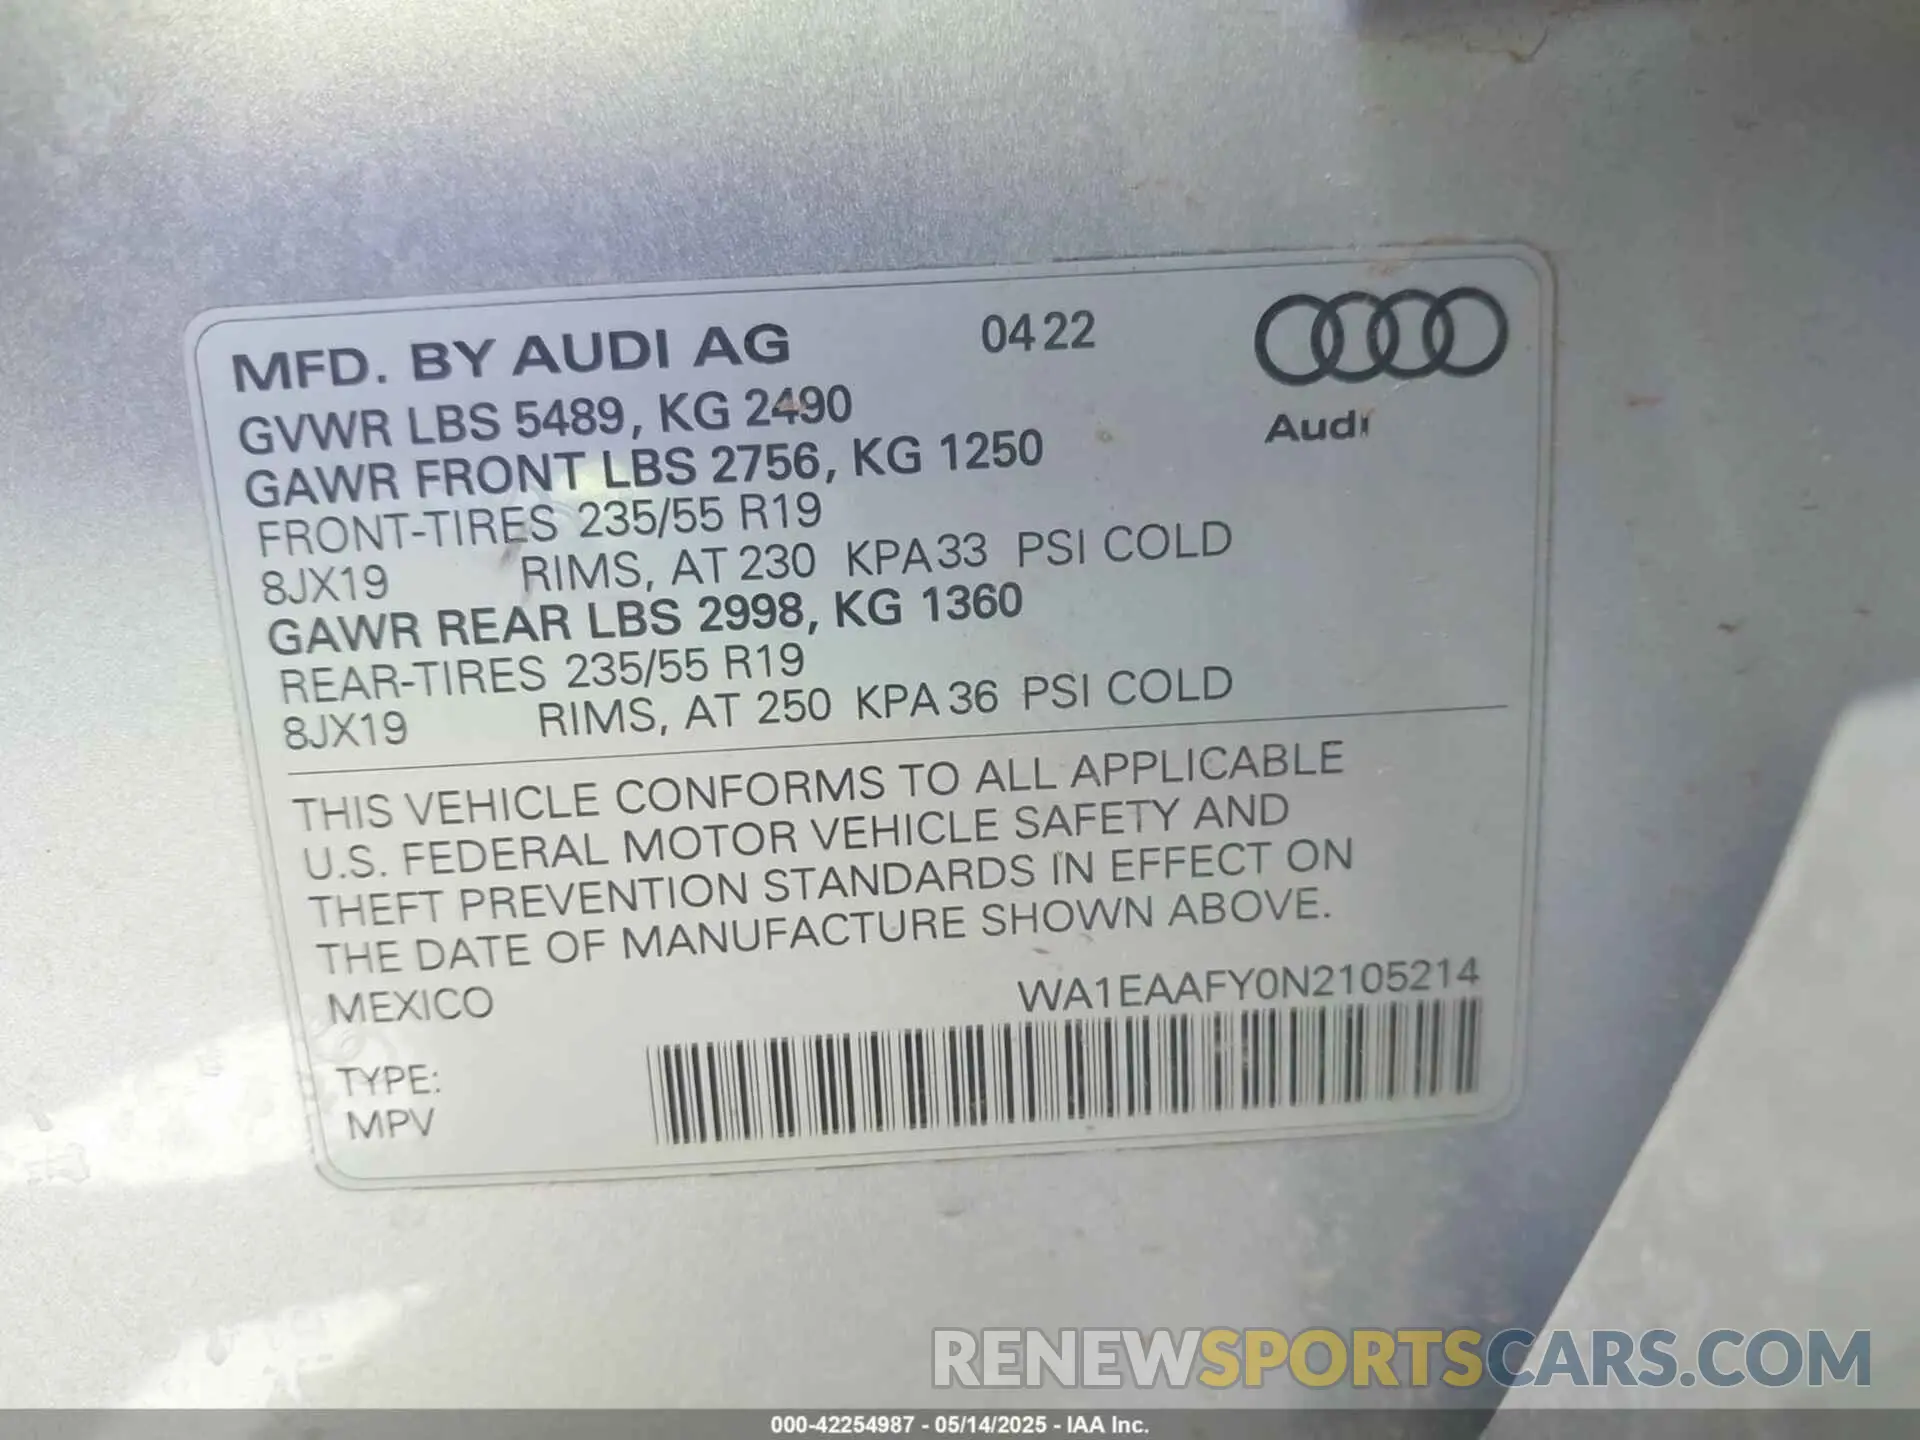 MFD. BY AUDI AG 0422
GVWR LBS 5489, KG 2490
GAWR FRONT LBS 2756, KG 1250
Audi
FRONT-TIRES 235/55 R19
8JX19 RIMS, AT 230 KPA 33 PSI COLD
GAWR REAR LBS 2998, KG 1360
REAR-TIRES 235/55 R19
8JX19 RIMS, AT 250 KPA 36 PSI COLD
THIS VEHICLE CONFORMS TO ALL APPLICABLE
U.S. FEDERAL MOTOR VEHICLE SAFETY AND
THEFT PREVENTION STANDARDS IN EFFECT ON
THE DATE OF MANUFACTURE SHOWN ABOVE.
MEXICO WA1EAAFY0N2105214
TYPE:
MPV
RENEWSPORTSCARS.COM
000-42254987 - 05/14/2025 - IAA Inc.